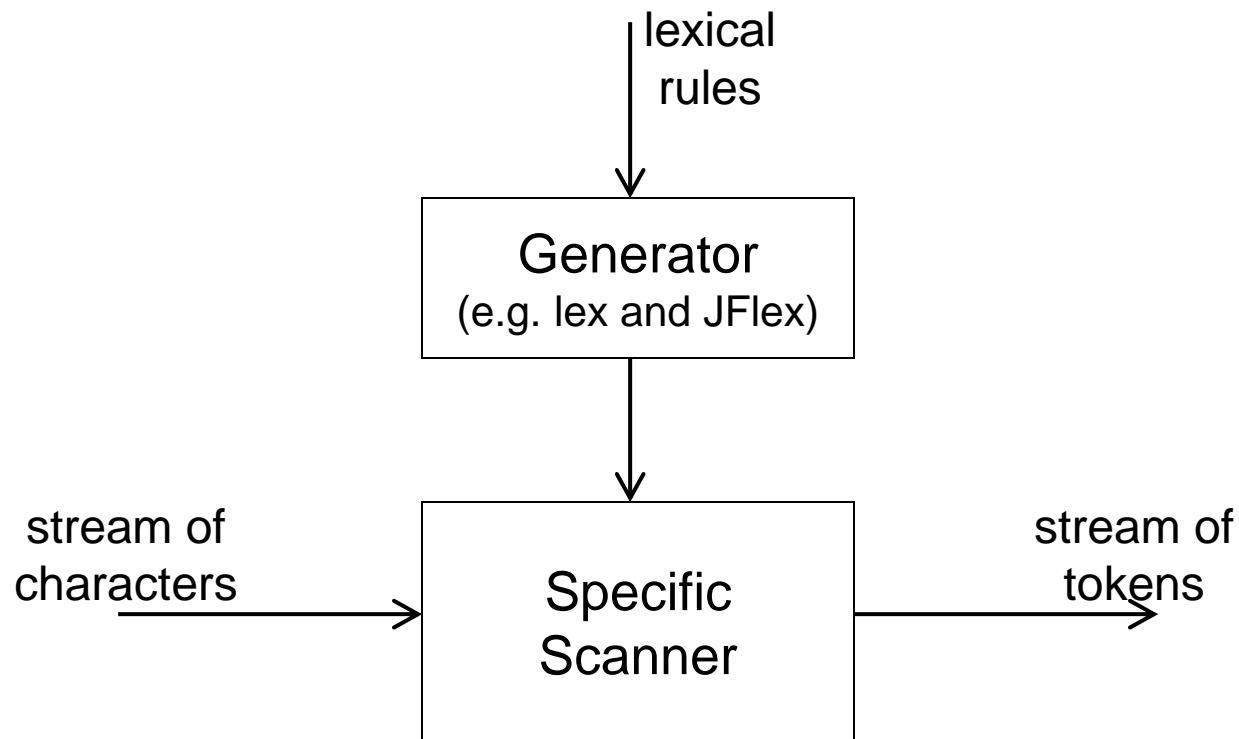 lexical
rules
Generator
(e.g. lex and JFlex)
stream of
characters
Specific
Scanner
stream of
tokens